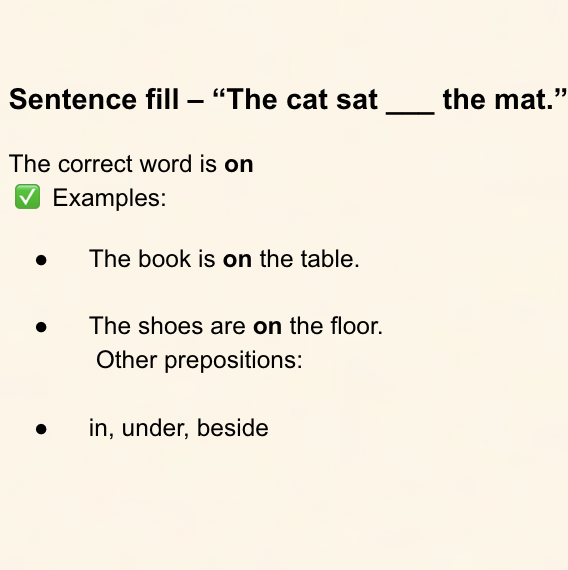 Sentence fill – “The cat sat ___ the mat.”
The correct word is on
✅ Examples:
● The book is on the table.
● The shoes are on the floor.
Other prepositions:
● in, under, beside